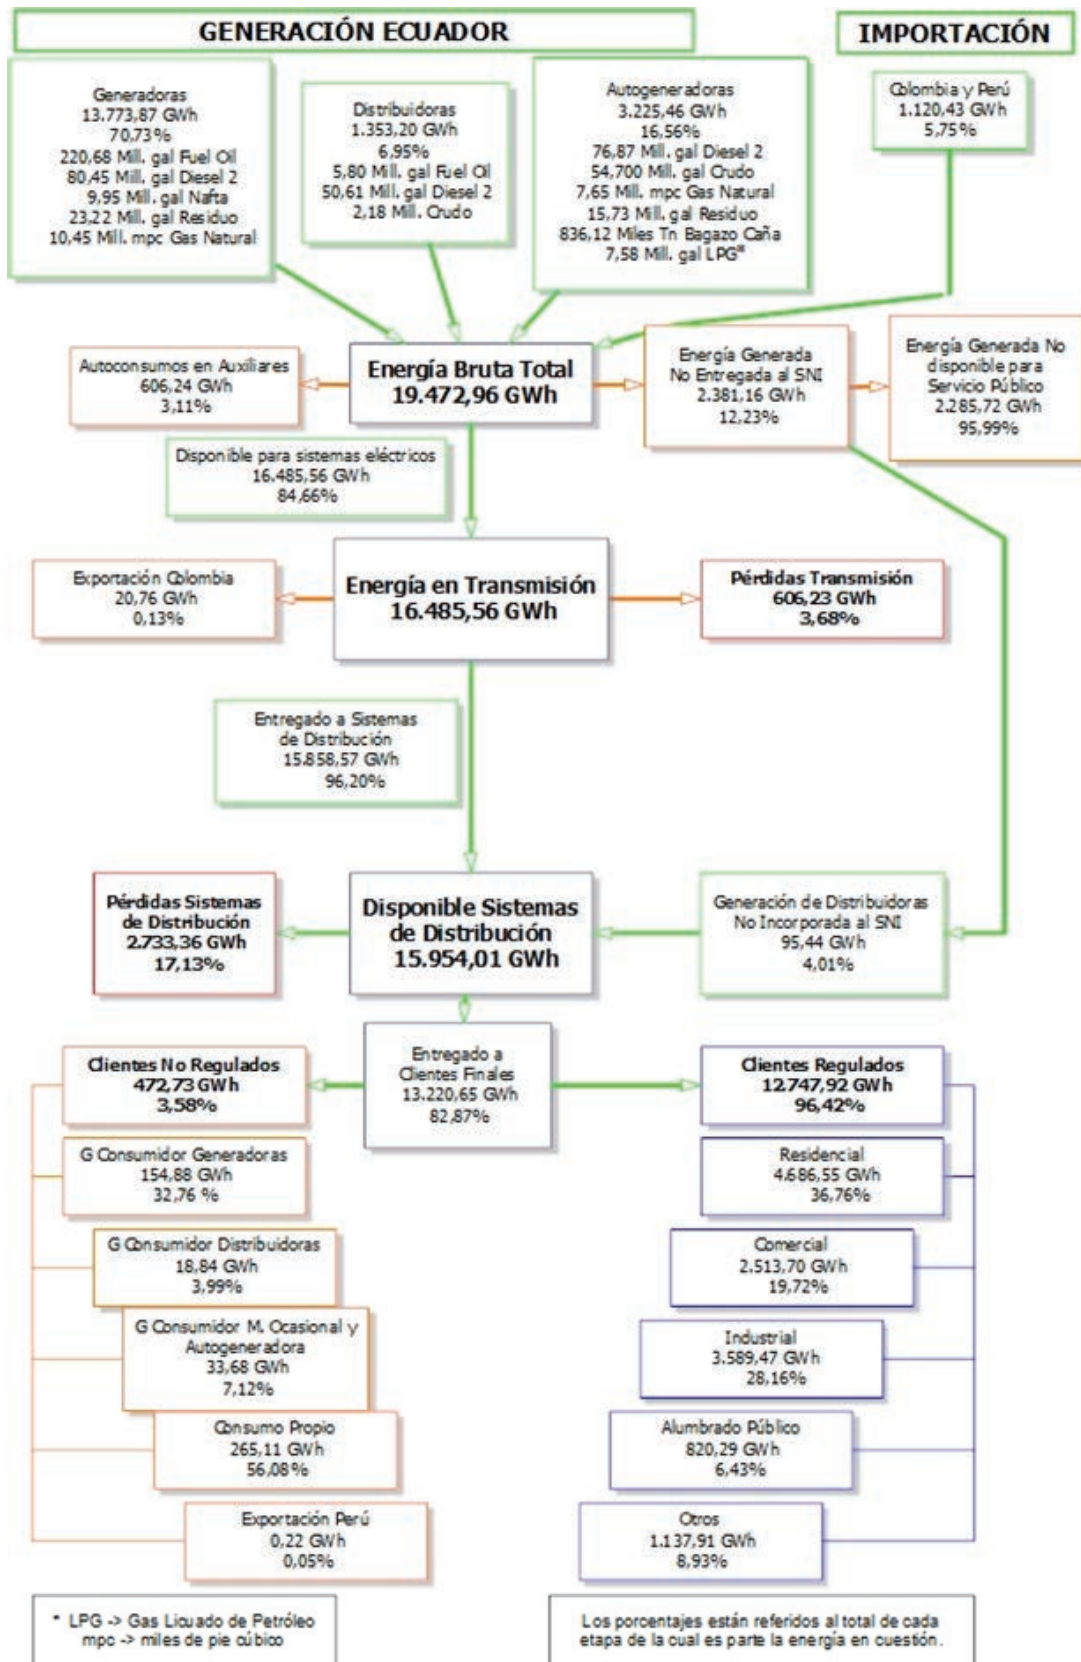 GENERACIÓN ECUADOR
IMPORTACIÓN
Generadoras
13.773,87 GWh
70,73%
220,68 Mill. gal Fuel Oil
80,45 Mill. gal Diesel 2
9,95 Mill. gal Nafta
23,22 Mill. gal Residuo
10,45 Mill. mpc Gas Natural
Distribuidoras
1.353,20 GWh
6,95%
5,80 Mill. gal Fuel Oil
50,61 Mill. gal Diesel 2
2,18 Mill. Crudo
Autogeneradoras
3.225,46 GWh
16,56%
76,87 Mill. gal Diesel 2
54,700 Mill. gal Crudo
7,65 Mill. mpc Gas Natural
15,73 Mill. gal Residuo
836,12 Miles Tn Bagazo Caña
7,58 Mill. gal LPG*
Colombia y Perú
1.120,43 GWh
5,75%
Autoconsumos en Auxiliares
606,24 GWh
3,11%
Energía Bruta Total
19.472,96 GWh
Energía Generada
No Entregada al SNI
2.381,16 GWh
12,23%
Energía Generada No
disponible para
Servicio Público
2.285,72 GWh
95,99%
Disponible para sistemas eléctricos
16.485,56 GWh
84,66%
Exportación Colombia
20,76 GWh
0,13%
Energía en Transmisión
16.485,56 GWh
Pérdidas Transmisión
606,23 GWh
3,68%
Entregado a Sistemas
de Distribución
15.858,57 GWh
96,20%
Pérdidas Sistemas
de Distribución
2.733,36 GWh
17,13%
Disponible Sistemas
de Distribución
15.954,01 GWh
Generación de Distribuidoras
No Incorporada al SNI
95,44 GWh
4,01%
Clientes No Regulados
472,73 GWh
3,58%
Entregado a
Clientes Finales
13.220,65 GWh
82,87%
Clientes Regulados
12.747,92 GWh
96,42%
G Consumidor Generadoras
154,88 GWh
32,76 %
G Consumidor Distribuidoras
18,84 GWh
3,99%
G Consumidor M. Ocasional y
Autogeneradora
33,68 GWh
7,12%
Consumo Propio
265,11 GWh
56,08%
Exportación Perú
0,22 GWh
0,05%
Residencial
4.686,55 GWh
36,76%
Comercial
2.513,70 GWh
19,72%
Industrial
3.589,47 GWh
28,16%
Alumbrado Público
820,29 GWh
6,43%
Otros
1.137,91 GWh
8,93%
* LPG -> Gas Licuado de Petróleo
mpc -> miles de pie cúbico
Los porcentajes están referidos al total de cada
etapa de la cual es parte la energía en cuestión.